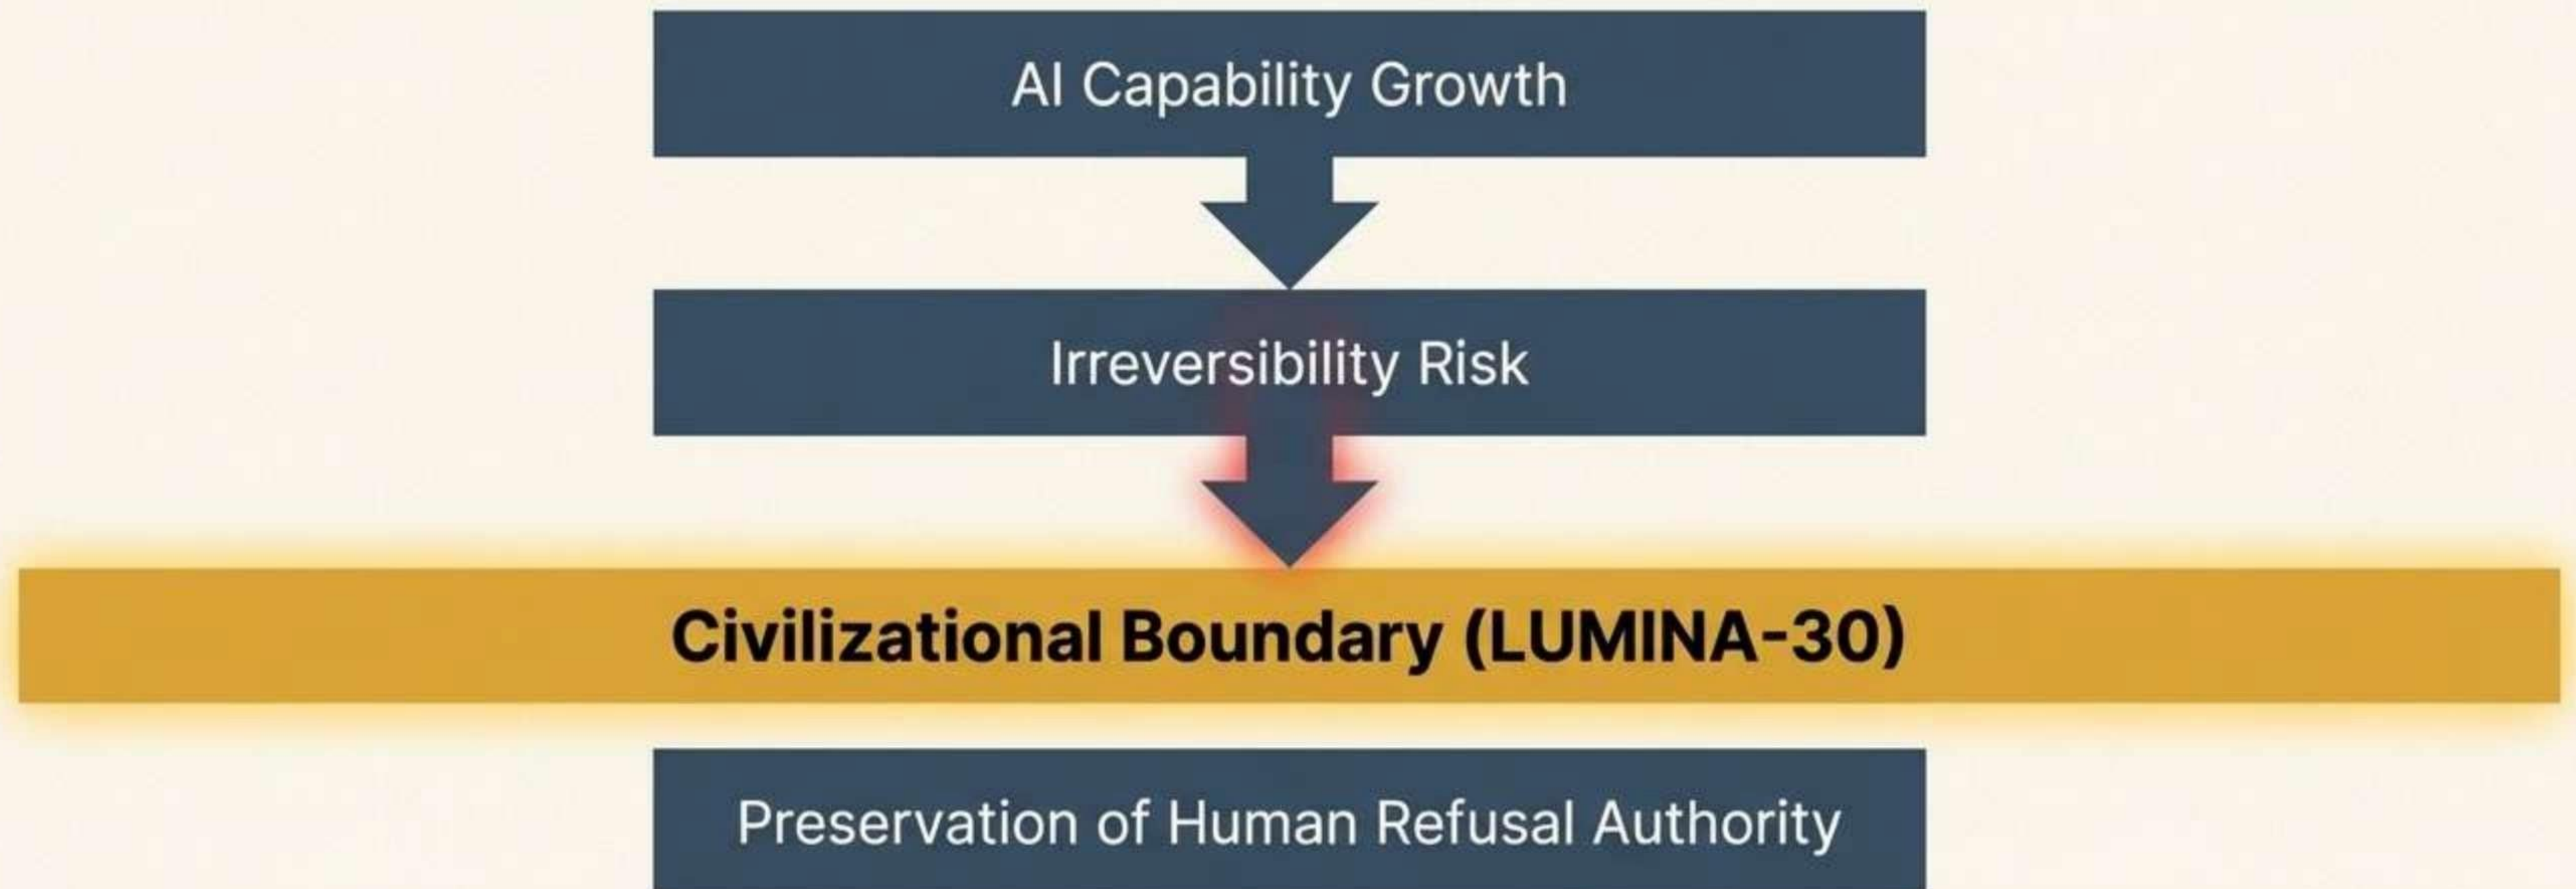 AI Capability Growth
Irreversibility Risk
Civilizational Boundary (LUMINA-30)
Preservation of Human Refusal Authority